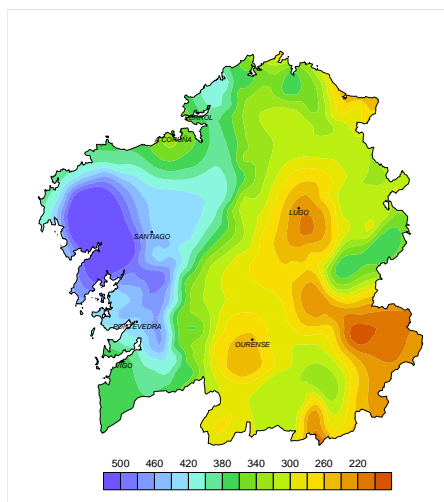 FERROL
A CORUÑA
LUGO
SANTIAGO
PONTEVEDRA
OURENSE
VIGO
500 460 420 380 340 300 260 220